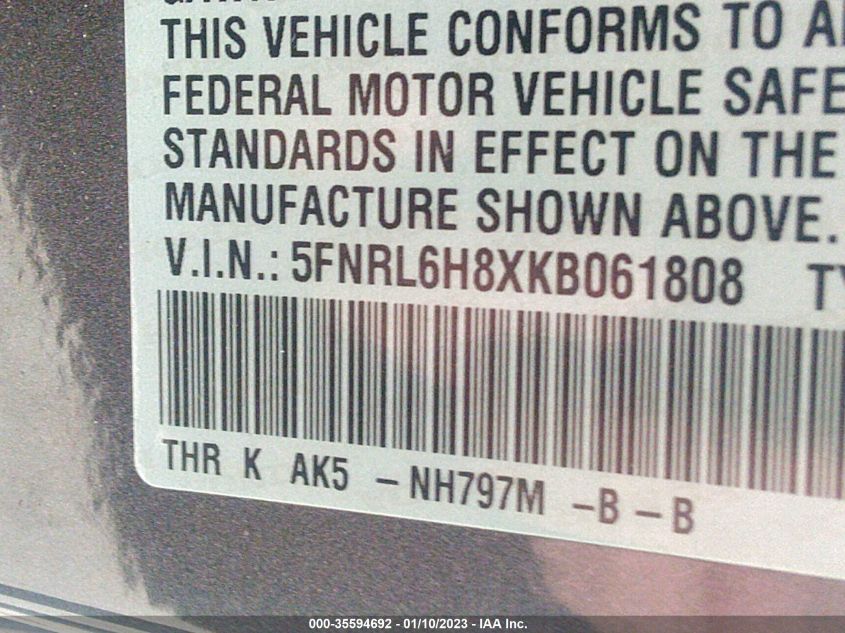 THIS VEHICLE CONFORMS TO
FEDERAL MOTOR VEHICLE SAFE
STANDARDS IN EFFECT ON THE
MANUFACTURE SHOWN ABOVE.
V.I.N.: 5FNRL6H8XKB061808 TY
THR K AK5 – NH797M – B – B
000-35594692 - 01/10/2023 - IAA Inc.